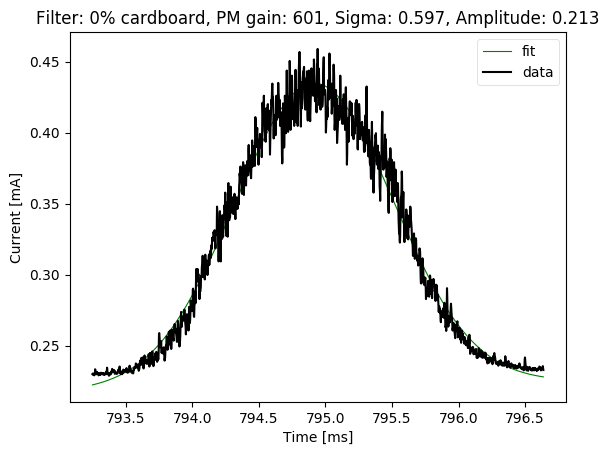 Filter: 0% cardboard, PM gain: 601, Sigma: 0.597, Amplitude: 0.213
fit
data
0.45
0.40
0.35
0.30
0.25
Current [mA]
793.5 794.0 794.5 795.0 795.5 796.0 796.5
Time [ms]